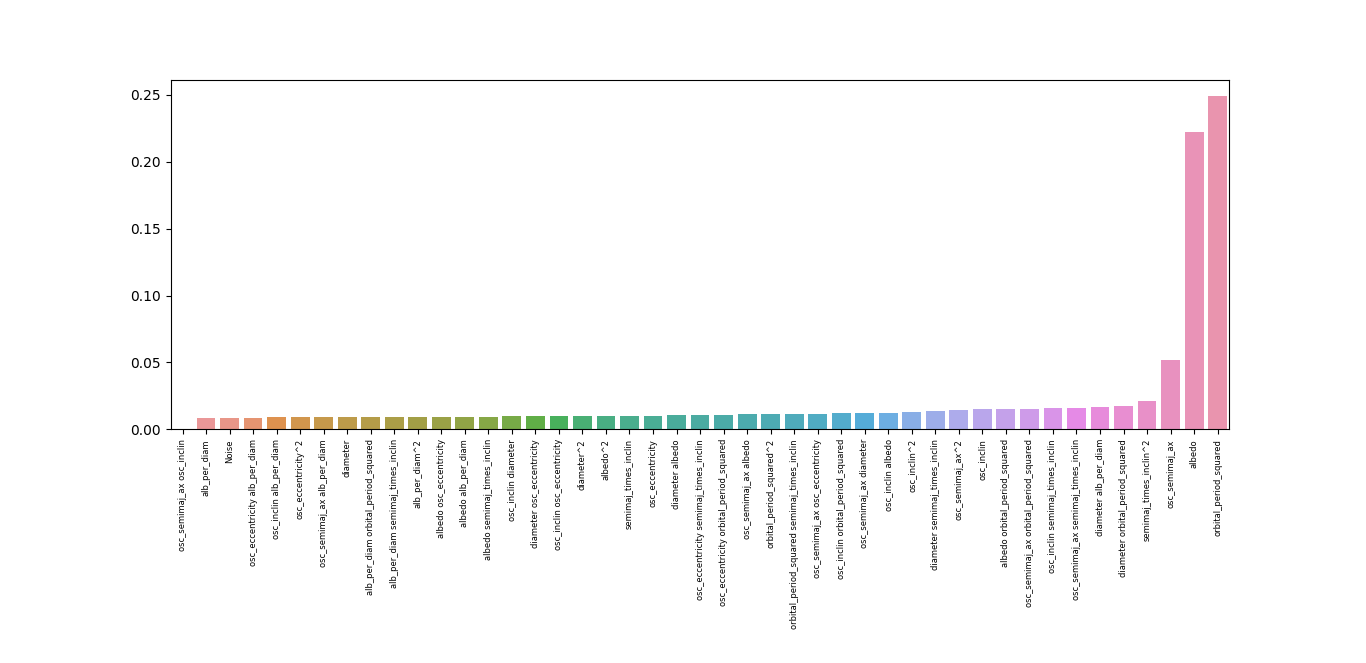 0.25
0.20
0.15
0.10
0.05
0.00
osc_semimaj_ax osc_inclin
alb_per_diam
Noise
osc_eccentricity alb_per_diam
osc_inclin alb_per_diam
osc_eccentricity^2
osc_semimaj_ax alb_per_diam
diameter
alb_per_diam orbital_period_squared
alb_per_diam semimaj_times_inclin
alb_per_diam^2
albedo osc_eccentricity
albedo alb_per_diam
albedo semimaj_times_inclin
osc_inclin diameter
diameter osc_eccentricity
osc_inclin osc_eccentricity
diameter^2
albedo^2
semimaj_times_inclin
osc_eccentricity
diameter albedo
osc_eccentricity semimaj_times_inclin
osc_eccentricity orbital_period_squared
osc_semimaj_ax albedo
orbital_period_squared^2
orbital_period_squared semimaj_times_inclin
osc_semimaj_ax osc_eccentricity
osc_inclin orbital_period_squared
osc_semimaj_ax diameter
osc_inclin albedo
osc_inclin^2
diameter semimaj_times_inclin
osc_semimaj_ax^2
osc_inclin
albedo orbital_period_squared
osc_semimaj_ax orbital_period_squared
osc_inclin semimaj_times_inclin
osc_semimaj_ax semimaj_times_inclin
diameter alb_per_diam
diameter orbital_period_squared
semimaj_times_inclin^2
osc_semimaj_ax
albedo
orbital_period_squared